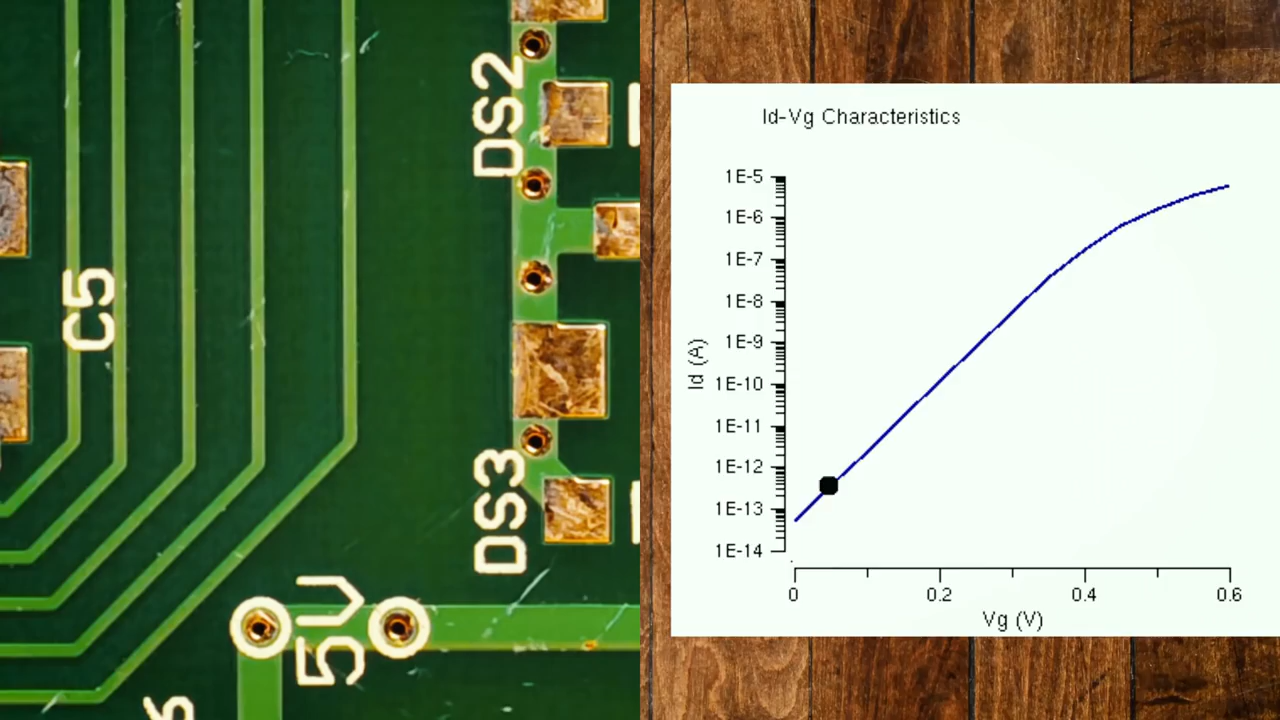 DS2
C5
DS3
5V
Id-Vg Characteristics
1E-5
1E-6
1E-7
1E-8
1E-9
1E-10
1E-11
1E-12
1E-13
1E-14
Id (A)
0 0.2 0.4 0.6
Vg (V)